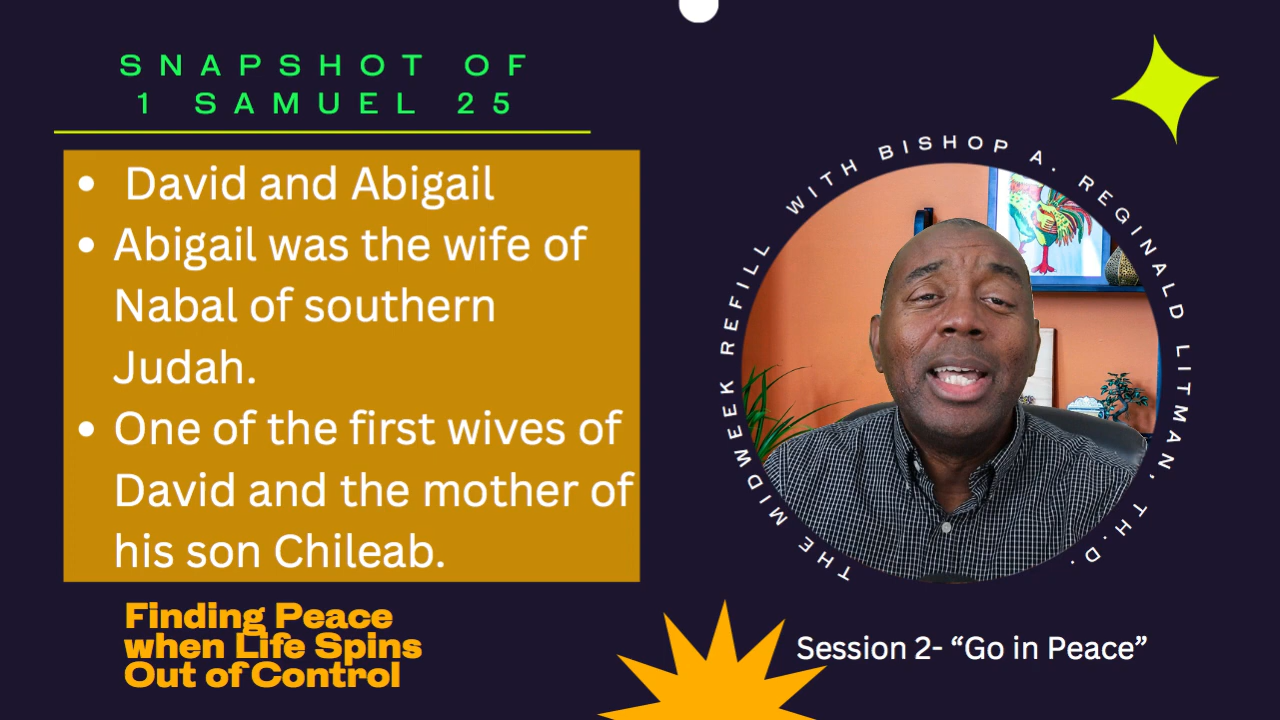 SNAPSHOT OF
1 SAMUEL 25
• David and Abigail
• Abigail was the wife of
Nabal of southern
Judah.
• One of the first wives of
David and the mother of
his son Chileab.
Finding Peace
when Life Spins
Out of Control
THE MIDWEEK REFILL WITH BISHOP A. REGINALD LITMAN, TH.D.
Session 2- “Go in Peace”